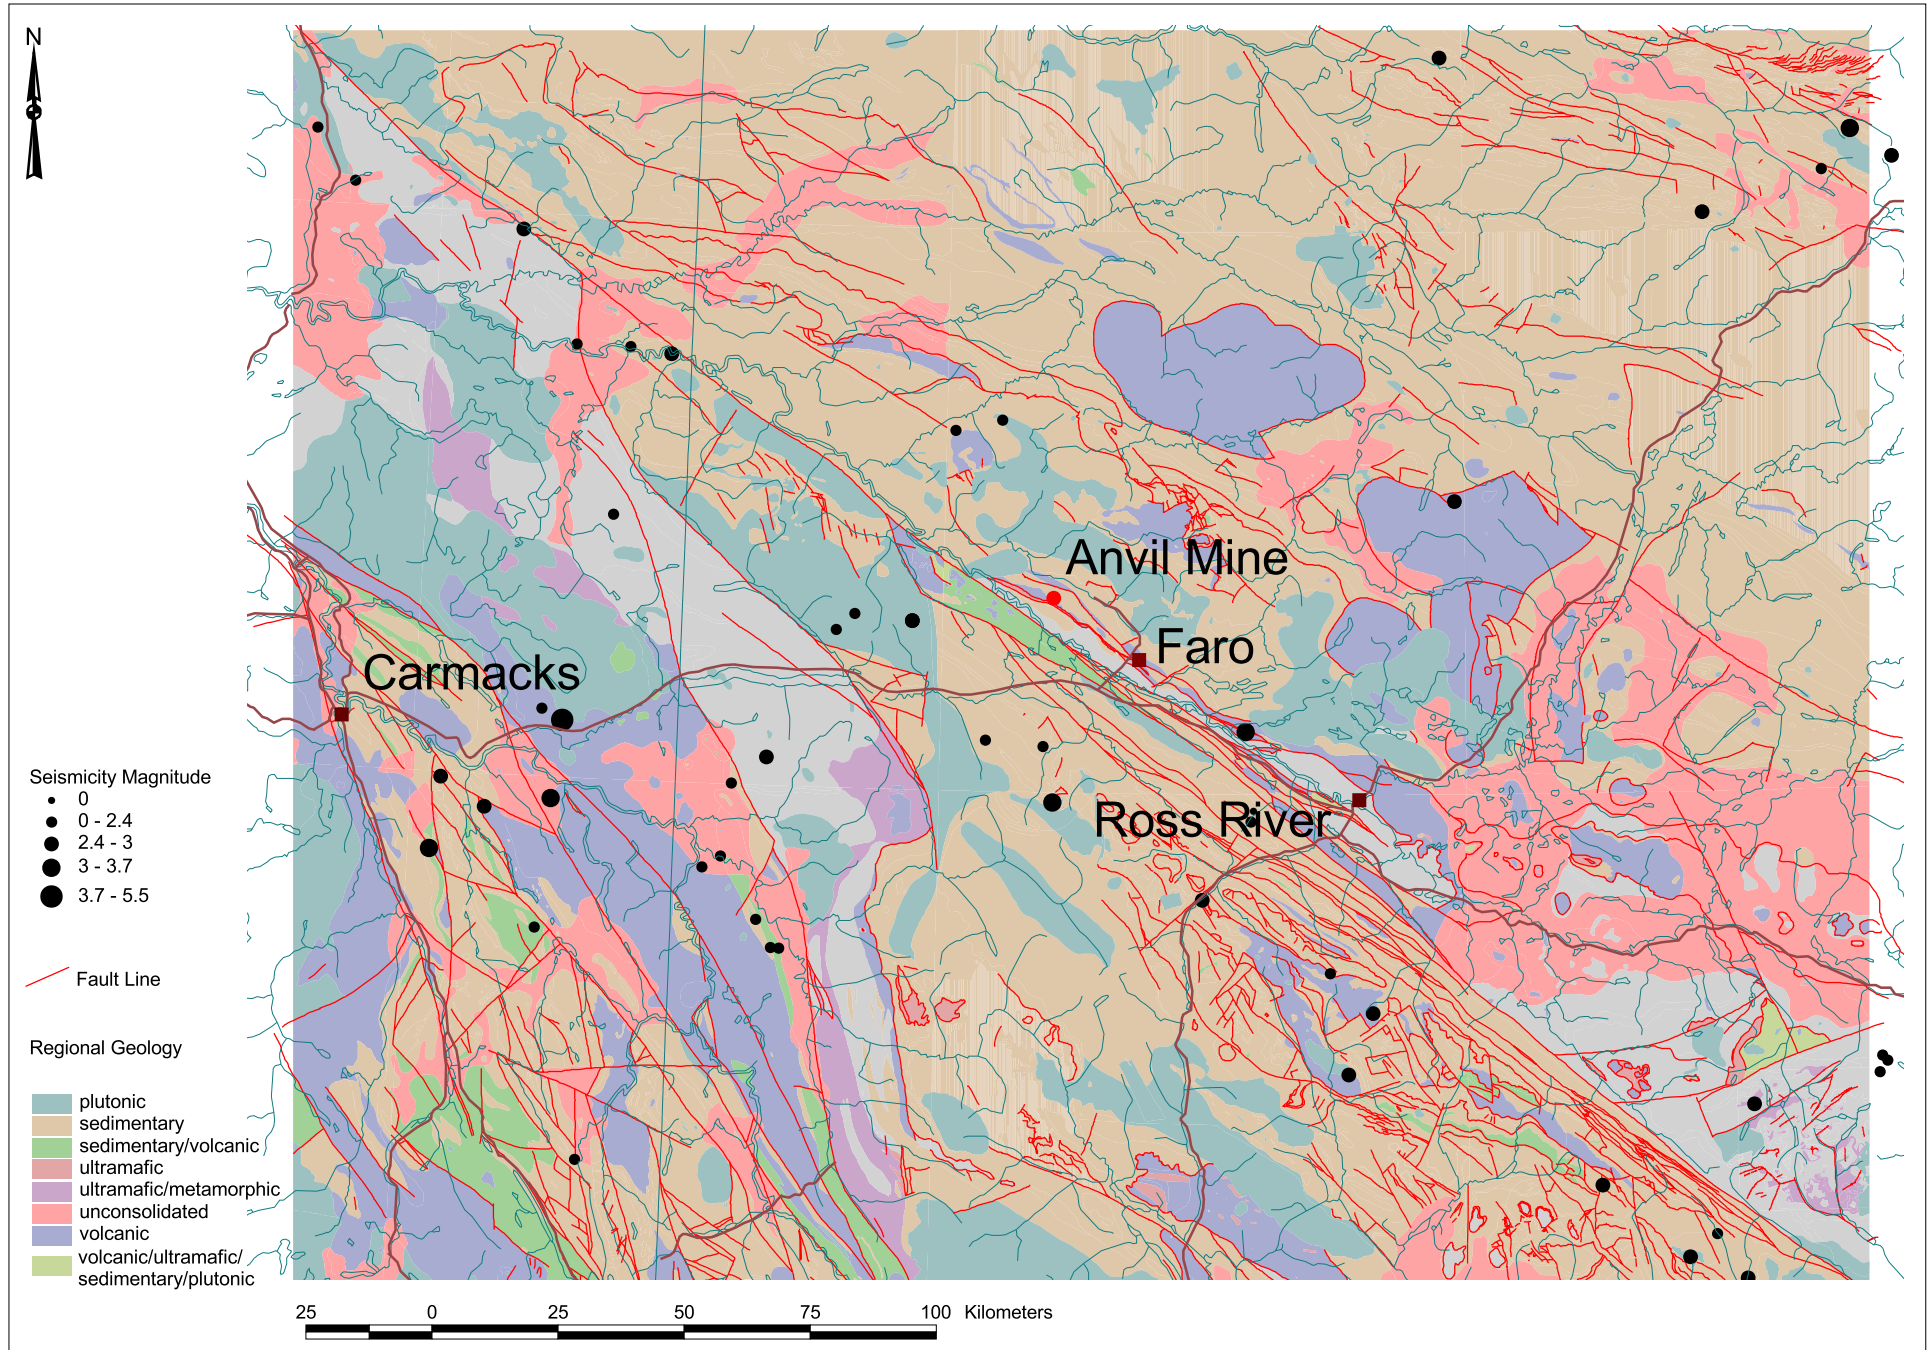 N
Anvil Mine
Faro
Carmacks
Ross River
Seismicity Magnitude
0
0 - 2.4
2.4 - 3
3 - 3.7
3.7 - 5.5
Fault Line
Regional Geology
plutonic
sedimentary
sedimentary/volcanic
ultramafic
ultramafic/metamorphic
unconsolidated
volcanic
volcanic/ultramafic/
sedimentary/plutonic
25 0 25 50 75 100 Kilometers